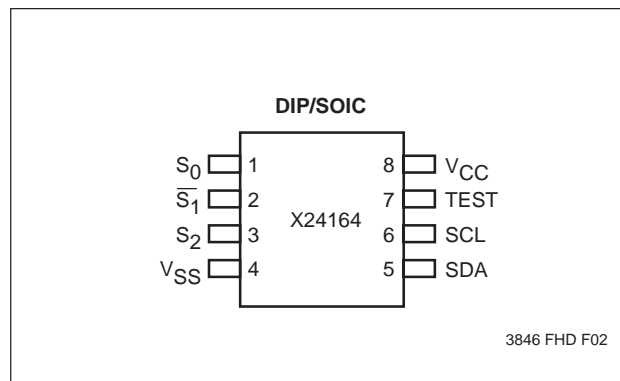 DIP/SOIC
S0 1 8 VCC
S̅1̅ 2 7 TEST
X24164
S2 3 6 SCL
VSS 4 5 SDA
3846 FHD F02